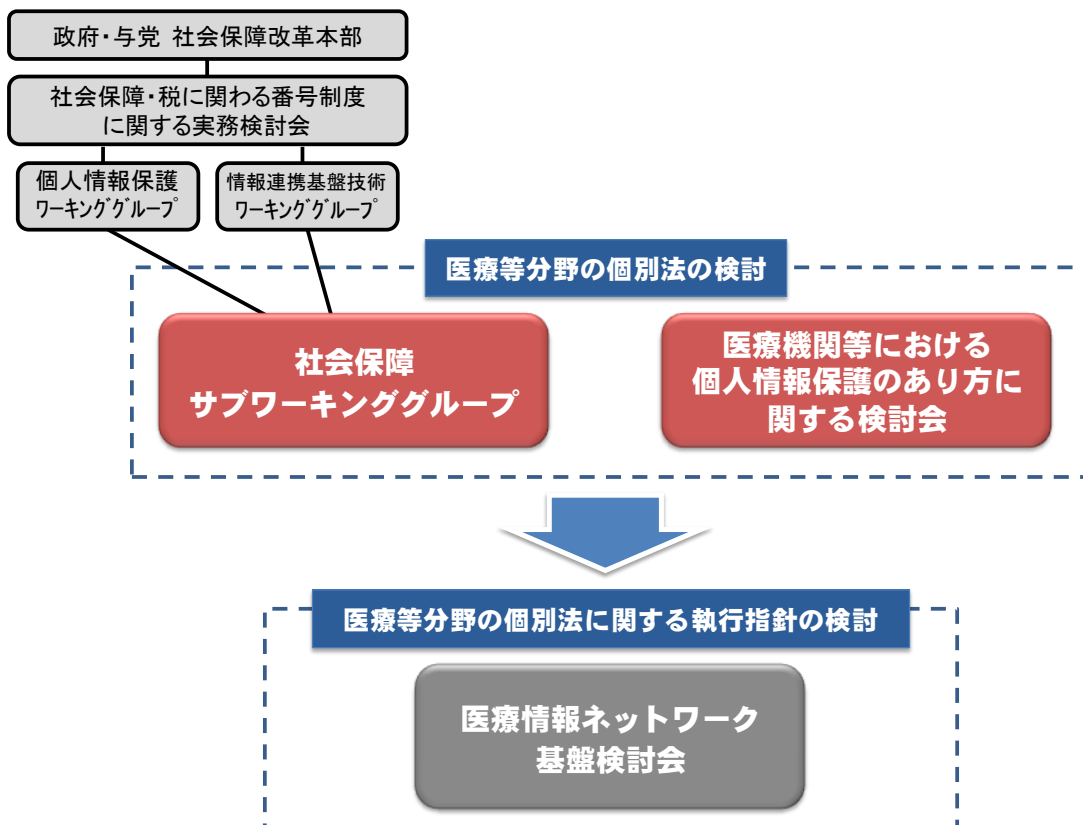 政府・与党 社会保障改革本部
社会保障・税に関わる番号制度
に関する実務検討会
個人情報保護
ワーキンググループ
情報連携基盤技術
ワーキンググループ
医療等分野の個別法の検討
社会保障
サブワーキンググループ
医療機関等における
個人情報保護のあり方に
関する検討会
医療等分野の個別法に関する執行指針の検討
医療情報ネットワーク
基盤検討会